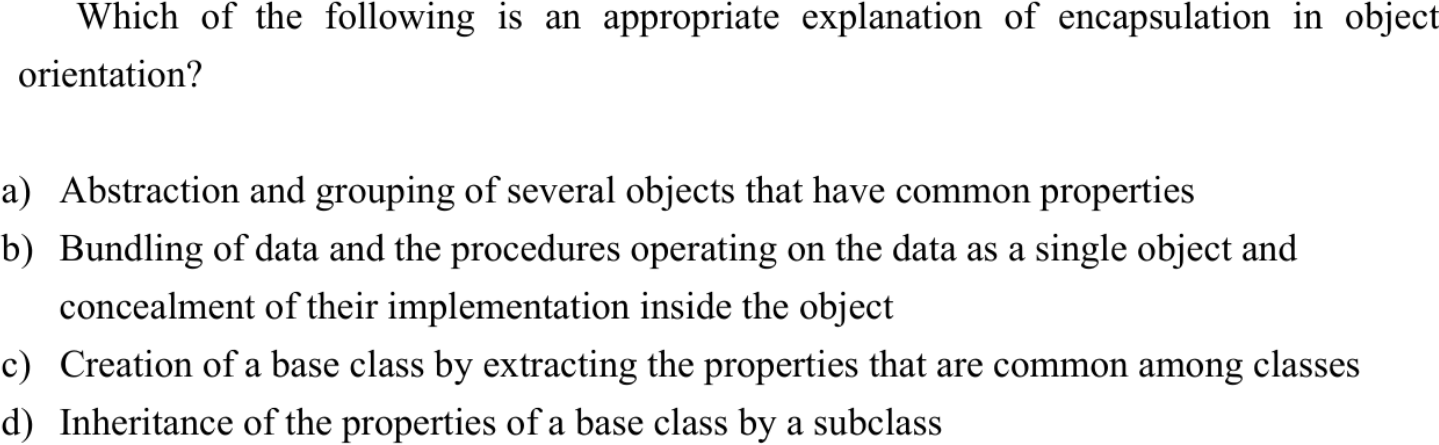 Which of the following is an appropriate explanation of encapsulation in object
orientation?
a) Abstraction and grouping of several objects that have common properties
b) Bundling of data and the procedures operating on the data as a single object and
concealment of their implementation inside the object
c) Creation of a base class by extracting the properties that are common among classes
d) Inheritance of the properties of a base class by a subclass